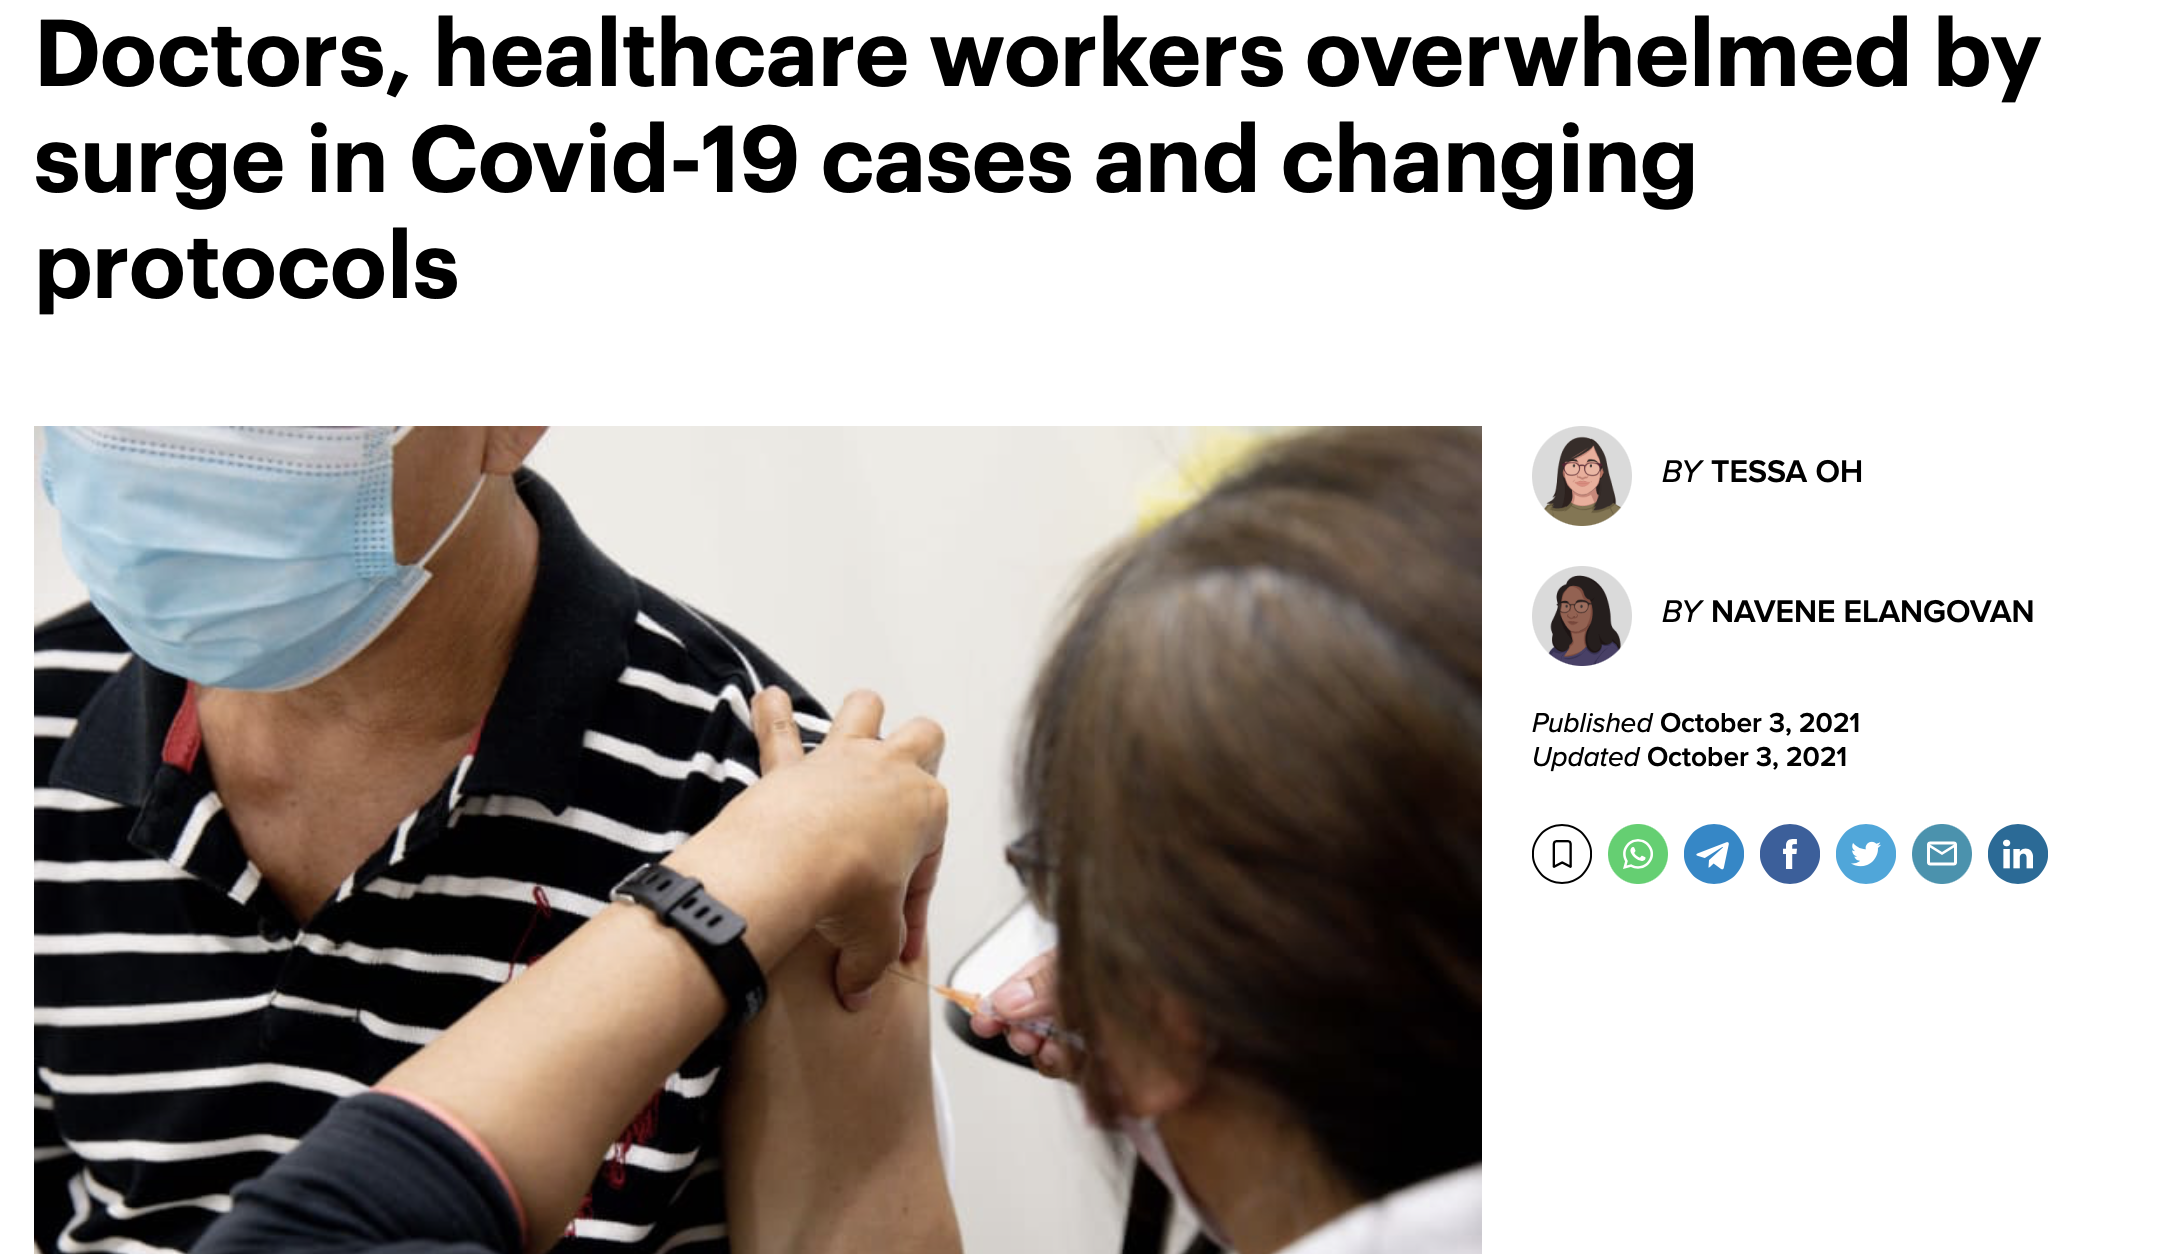 Doctors, healthcare workers overwhelmed by
surge in Covid-19 cases and changing
protocols
BY TESSA OH
BY NAVENE ELANGOVAN
Published October 3, 2021
Updated October 3, 2021
f
in